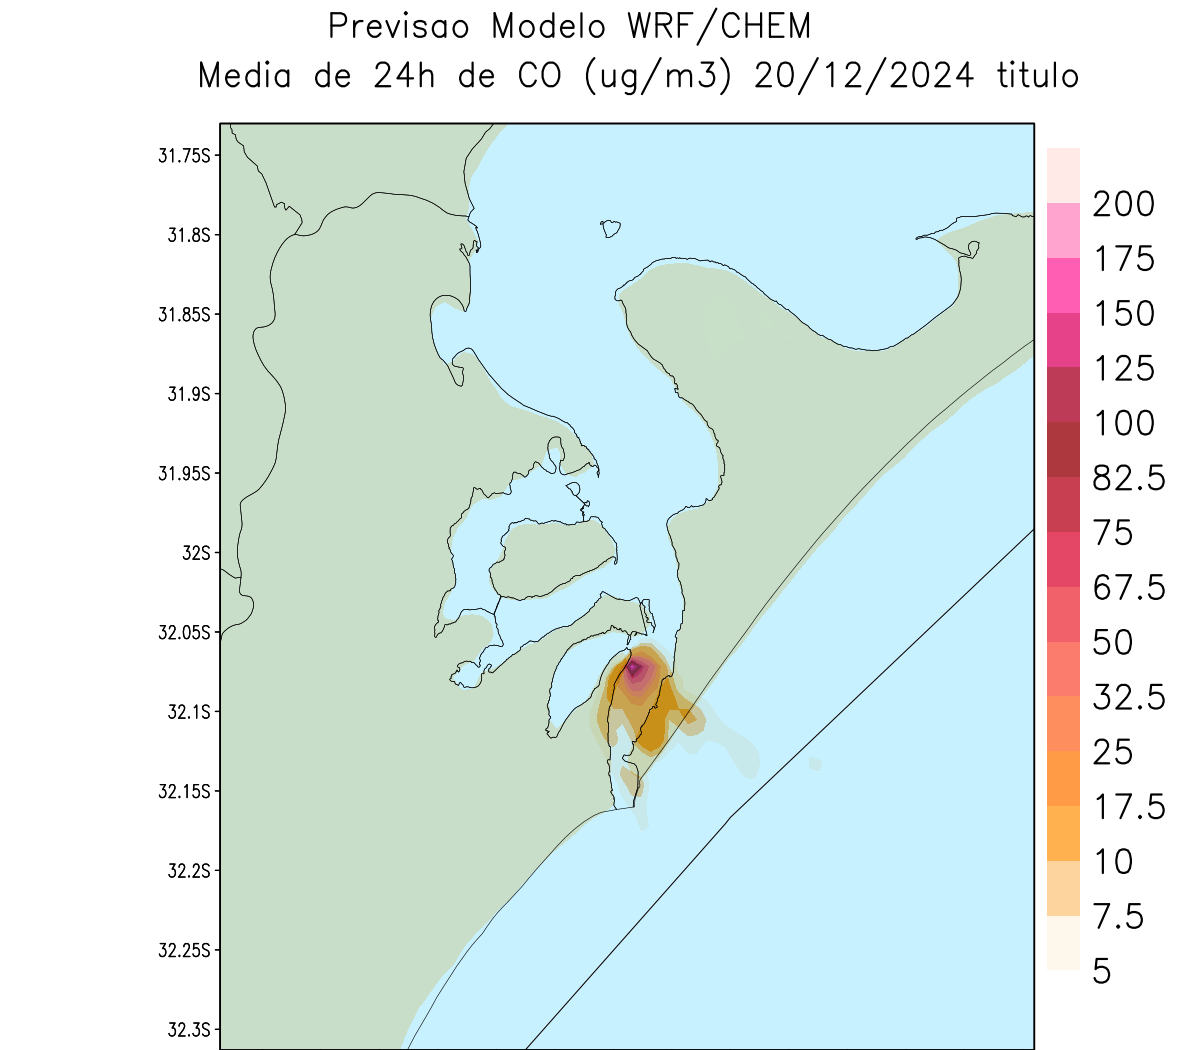 Previsao Modelo WRF/CHEM
Media de 24h de CO (ug/m3) 20/12/2024 titulo
31.75S
31.8S
31.85S
31.9S
31.95S
32S
32.05S
32.1S
32.15S
32.2S
32.25S
32.3S
200
175
150
125
100
82.5
75
67.5
50
32.5
25
17.5
10
7.5
5